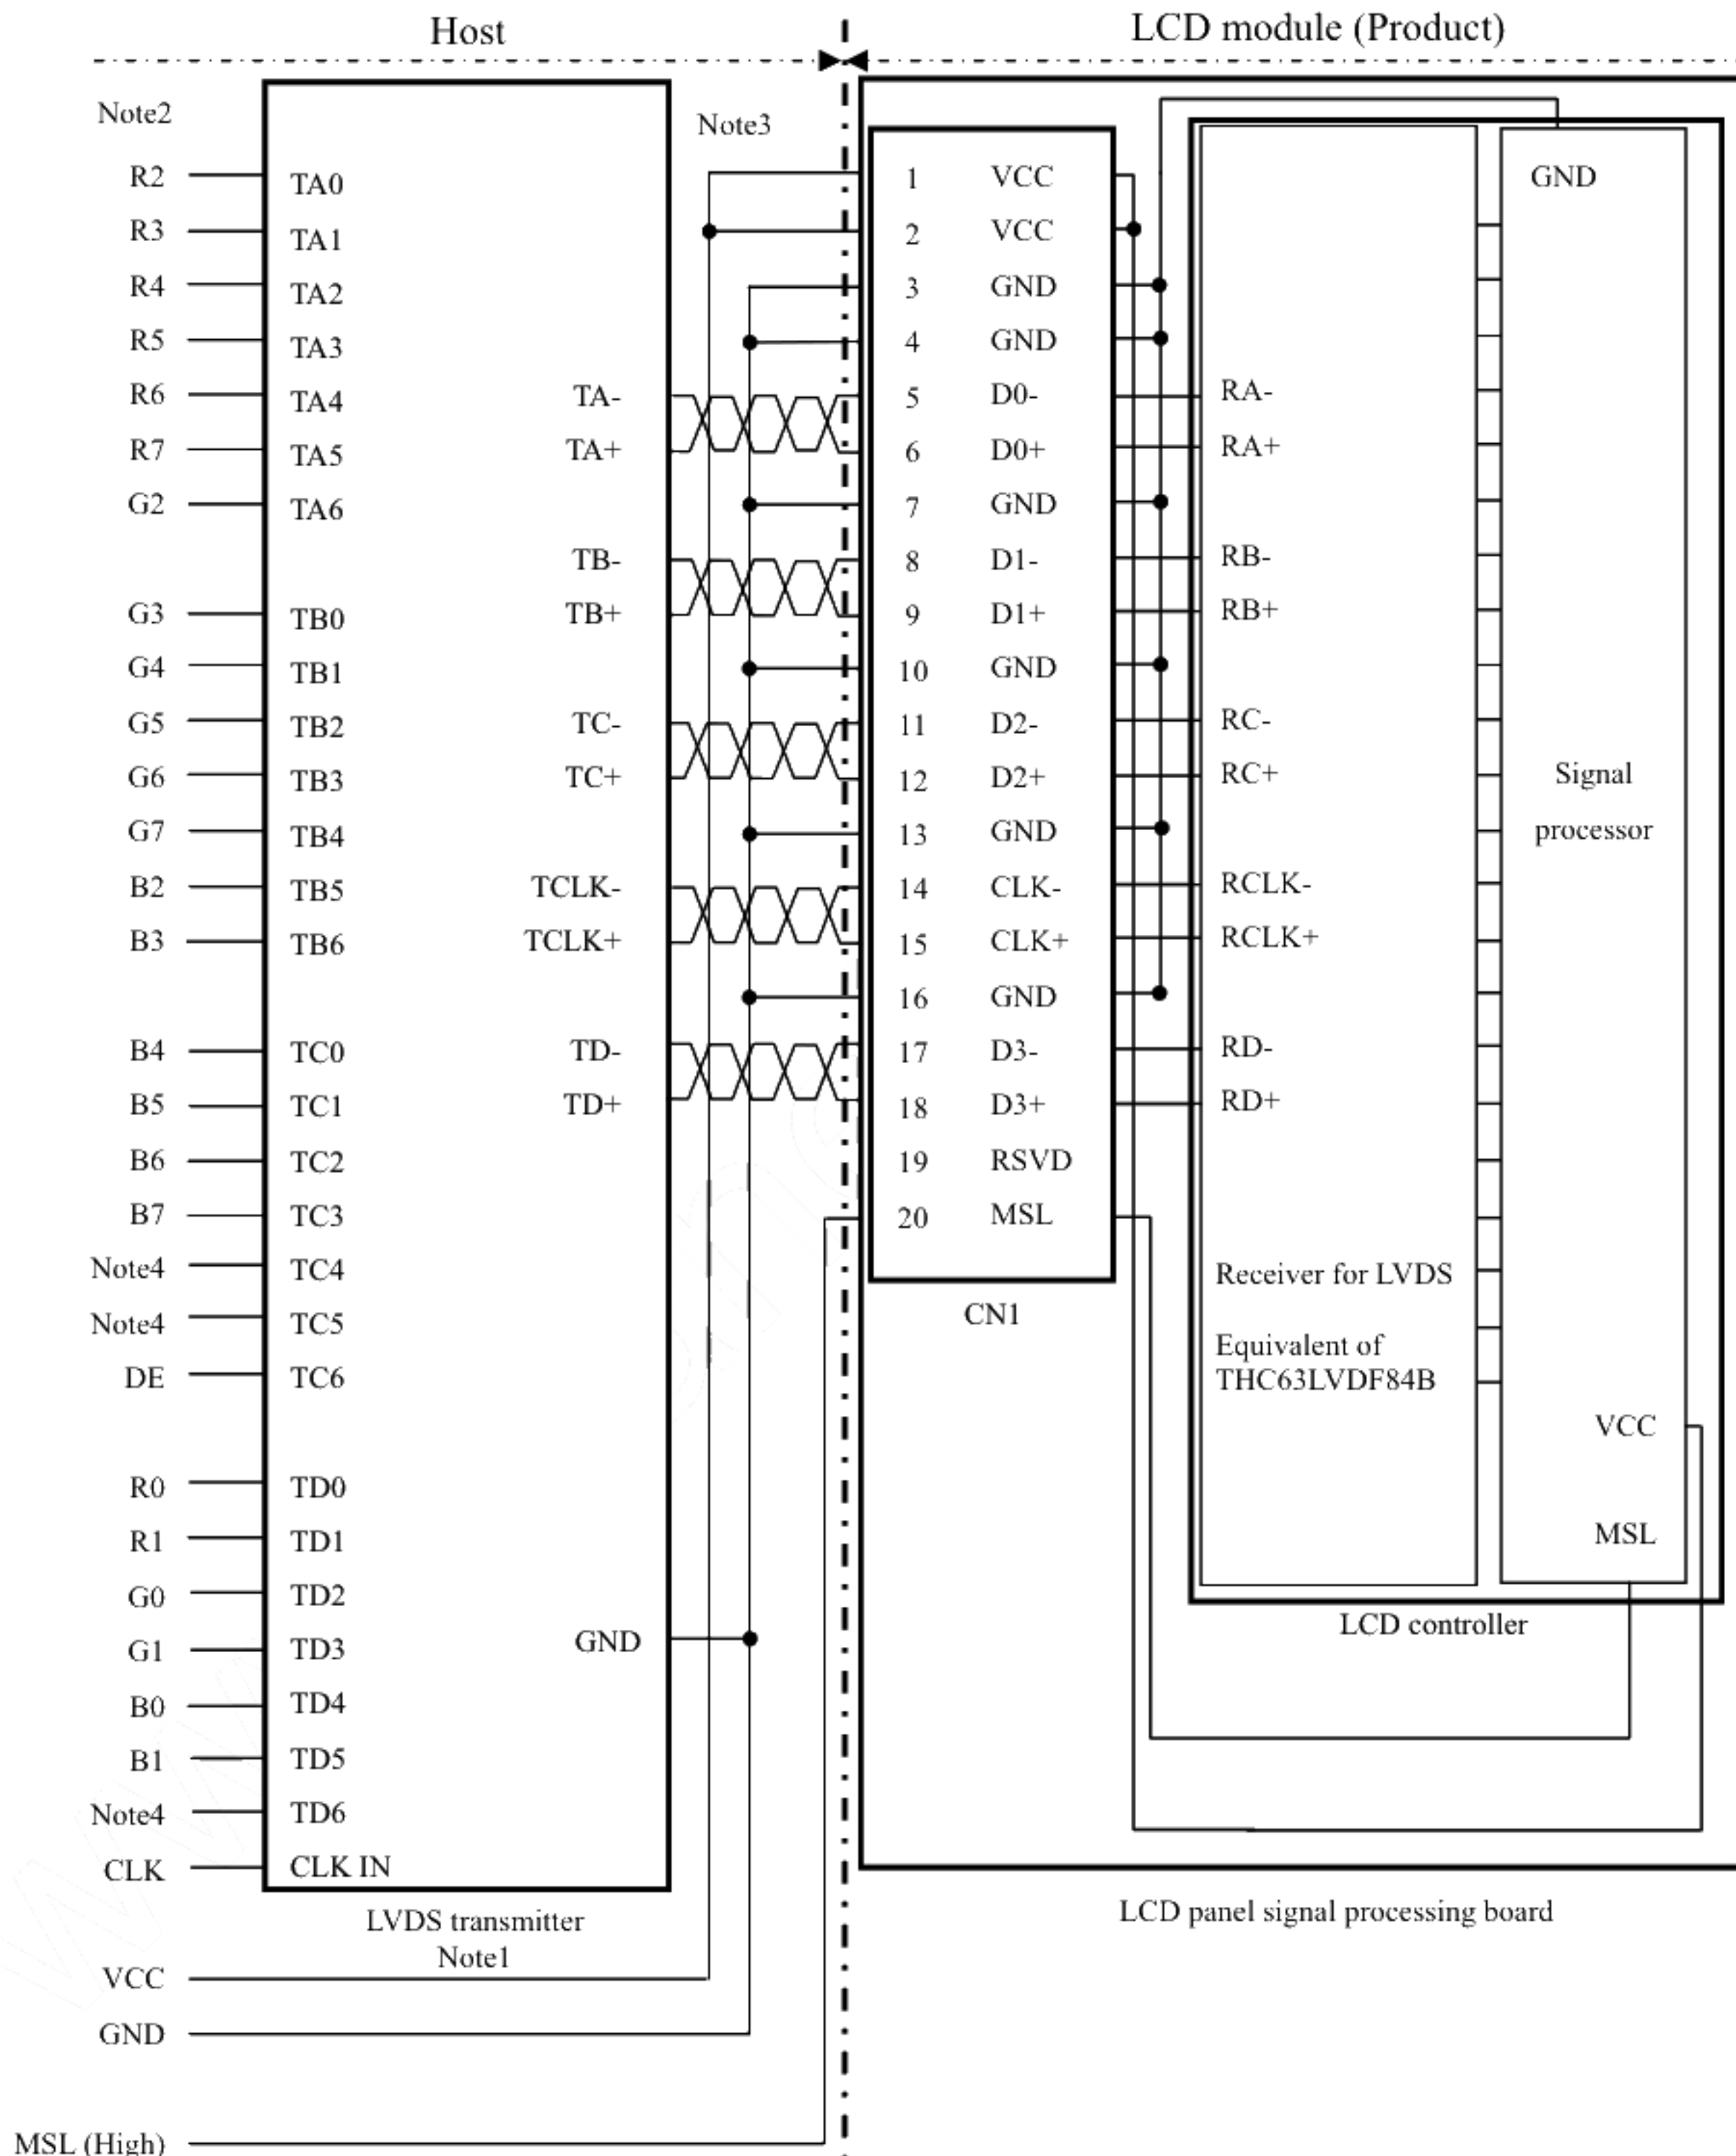 Host
LCD module (Product)
Note2
Note3
R2 TA0
R3 TA1
R4 TA2
R5 TA3
R6 TA4
R7 TA5
G2 TA6
G3 TB0
G4 TB1
G5 TB2
G6 TB3
G7 TB4
B2 TB5
B3 TB6
B4 TC0
B5 TC1
B6 TC2
B7 TC3
Note4 TC4
Note4 TC5
DE TC6
R0 TD0
R1 TD1
G0 TD2
G1 TD3
B0 TD4
B1 TD5
Note4 TD6
CLK CLK IN
TA-
TA+
TB-
TB+
TC-
TC+
TCLK-
TCLK+
TD-
TD+
GND
LVDS transmitter
Note1
VCC
GND
MSL (High)
1 VCC
2 VCC
3 GND
4 GND
5 D0-
6 D0+
7 GND
8 D1-
9 D1+
10 GND
11 D2-
12 D2+
13 GND
14 CLK-
15 CLK+
16 GND
17 D3-
18 D3+
19 RSVD
20 MSL
CN1
RA-
RA+
RB-
RB+
RC-
RC+
RCLK-
RCLK+
RD-
RD+
Receiver for LVDS
Equivalent of
THC63LVDF84B
GND
Signal
processor
VCC
MSL
LCD controller
LCD panel signal processing board